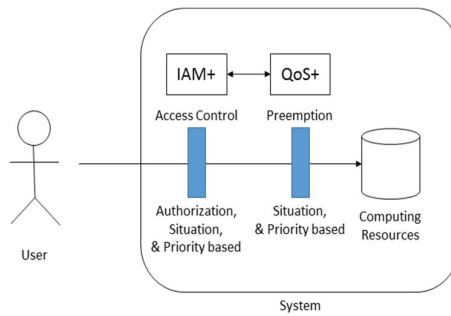 IAM+
QoS+
Access Control
Preemption
Authorization,
Situation,
& Priority based
Situation,
& Priority based
Computing
Resources
User
System